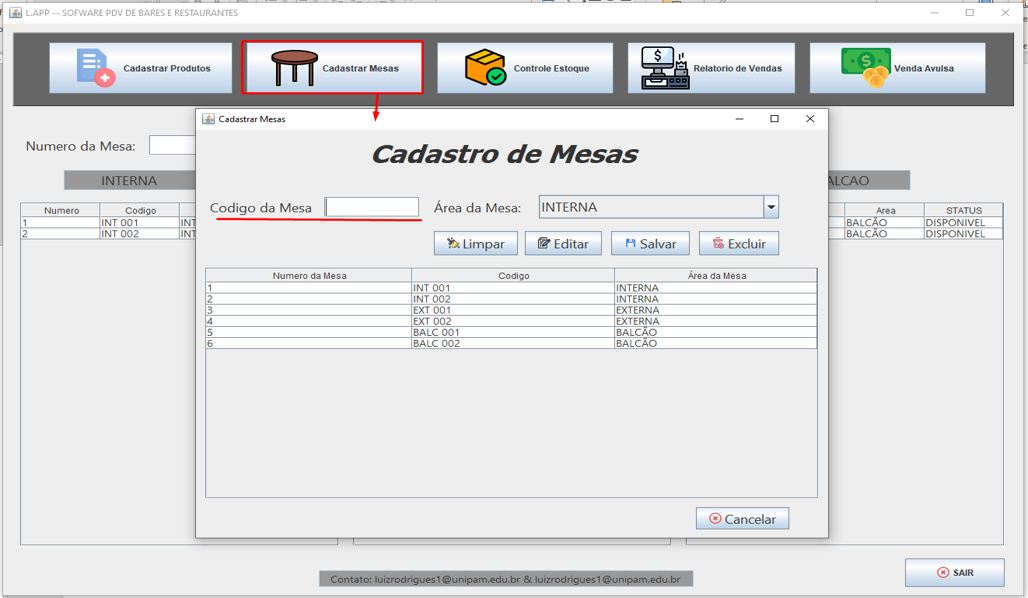 L.APP -- SOFWARE PDV DE BARES E RESTAURANTES
Cadastrar Produtos
Cadastrar Mesas
Controle Estoque
Relatorio de Vendas
Venda Avulsa
Cadastrar Mesas
Numero da Mesa:
Cadastro de Mesas
INTERNA
ALCAO
Codigo da Mesa
Área da Mesa:
INTERNA
Numero Codigo
1 INT 001 INT
2 INT 002 INT
Area STATUS
BALCÃO DISPONIVEL
BALCÃO DISPONIVEL
Limpar
Editar
Salvar
Excluir
Numero da Mesa Codigo Área da Mesa
1 INT 001 INTERNA
2 INT 002 INTERNA
3 EXT 001 EXTERNA
4 EXT 002 EXTERNA
5 BALC 001 BALCÃO
6 BALC 002 BALCÃO
Cancelar
Contato: luizrodrigues1@unipam.edu.br & luizrodrigues1@unipam.edu.br
SAIR